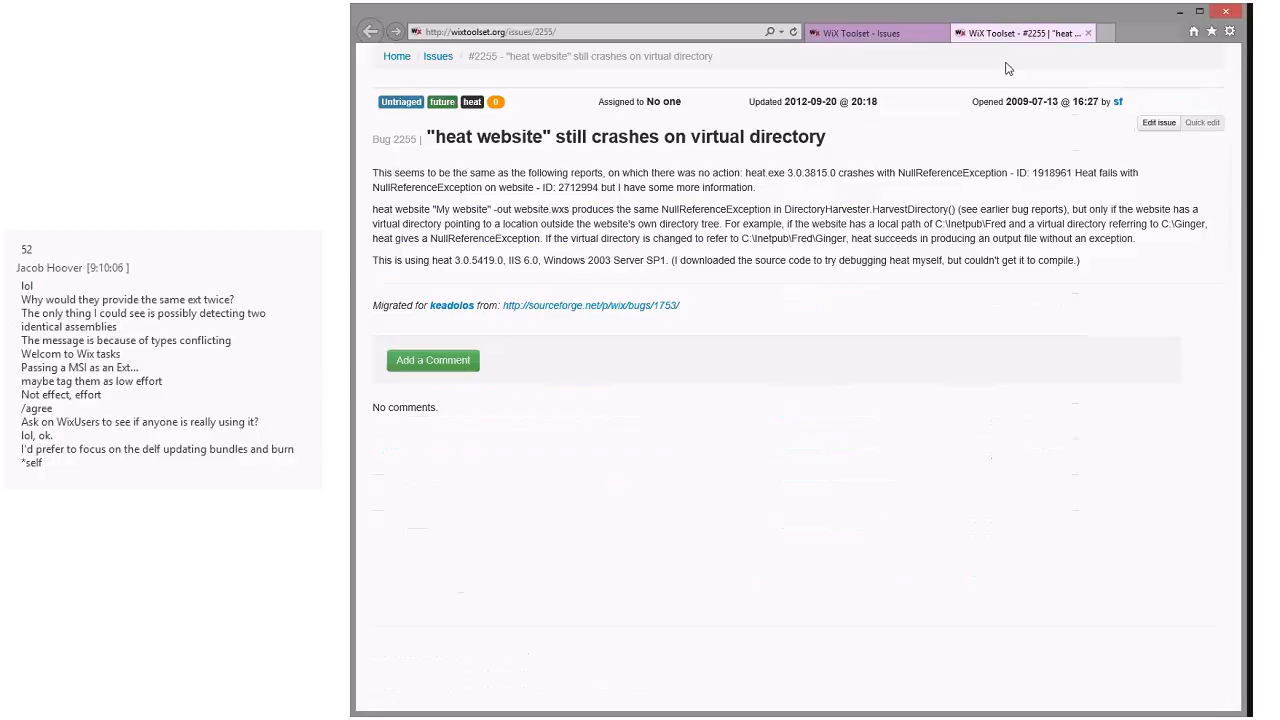 52
Jacob Hoover [9:10:06 ]
lol
Why would they provide the same ext twice?
The only thing I could see is possibly detecting two
identical assemblies
The message is because of types conflicting
Welcom to Wix tasks
Passing a MSI as an Ext...
maybe tag them as low effort
Not effect, effort
/agree
Ask on WixUsers to see if anyone is really using it?
lol, ok.
I'd prefer to focus on the delf updating bundles and burn
*self
http://wixtoolset.org/issues/2255/
WiX Toolset - Issues
WiX Toolset - #2255 | "heat ...
Home / Issues / #2255 - "heat website" still crashes on virtual directory
Untriaged future heat 0 Assigned to No one Updated 2012-09-20 @ 20:18 Opened 2009-07-13 @ 16:27 by sf
Edit issue Quick edit
Bug 2255 | "heat website" still crashes on virtual directory
This seems to be the same as the following reports, on which there was no action: heat.exe 3.0.3815.0 crashes with NullReferenceException - ID: 1918961 Heat fails with
NullReferenceException on website - ID: 2712994 but I have some more information.
heat website "My website" -out website.wxs produces the same NullReferenceException in DirectoryHarvester.HarvestDirectory() (see earlier bug reports), but only if the website has a
virtual directory pointing to a location outside the website's own directory tree. For example, if the website has a local path of C:\Inetpub\Fred and a virtual directory referring to C:\Ginger,
heat gives a NullReferenceException. If the virtual directory is changed to refer to C:\Inetpub\Fred\Ginger, heat succeeds in producing an output file without an exception.
This is using heat 3.0.5419.0, IIS 6.0, Windows 2003 Server SP1. (I downloaded the source code to try debugging heat myself, but couldn't get it to compile.)
Migrated for keadolos from: http://sourceforge.net/p/wix/bugs/1753/
Add a Comment
No comments.